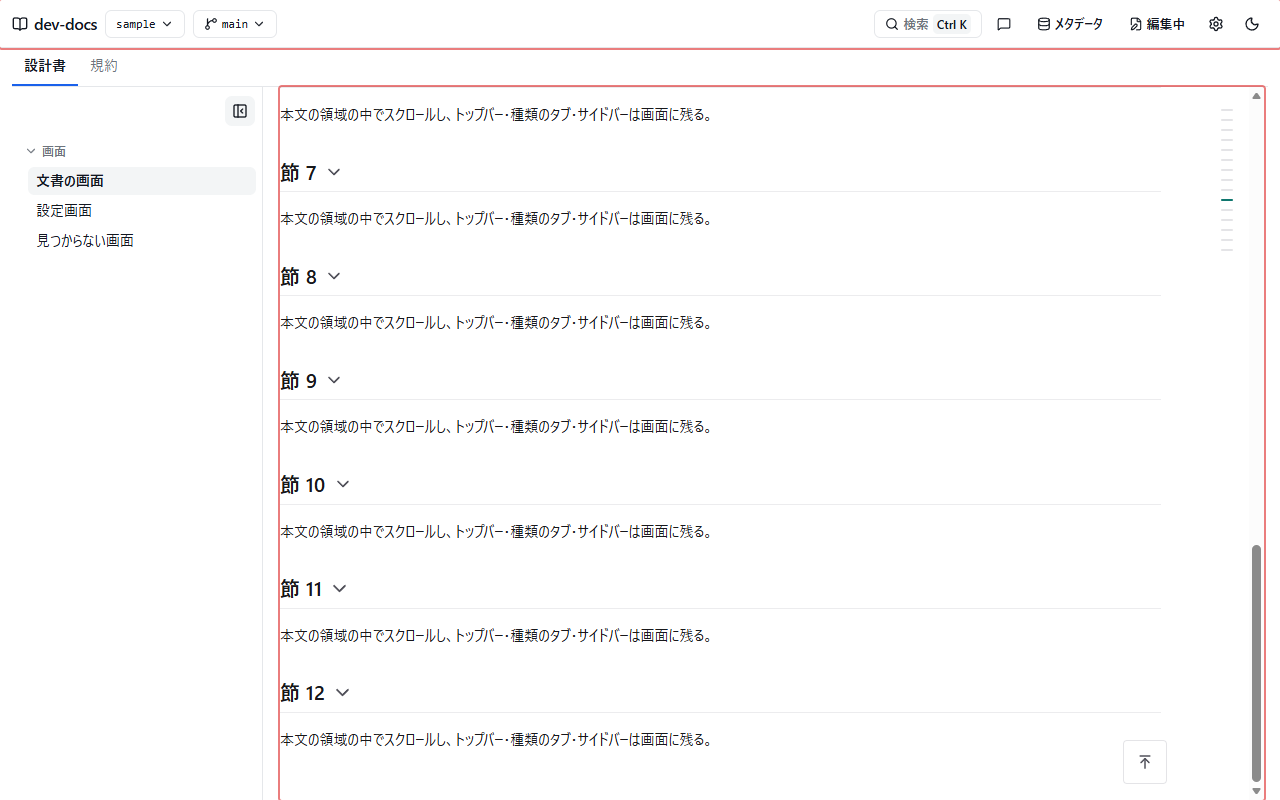 dev-docs sample main 検索 Ctrl K メタデータ 編集中
設計書 規約
画面
文書の画面
設定画面
見つからない画面
本文の領域の中でスクロールし、トップバー・種類のタブ・サイドバーは画面に残る。
節 7
本文の領域の中でスクロールし、トップバー・種類のタブ・サイドバーは画面に残る。
節 8
本文の領域の中でスクロールし、トップバー・種類のタブ・サイドバーは画面に残る。
節 9
本文の領域の中でスクロールし、トップバー・種類のタブ・サイドバーは画面に残る。
節 10
本文の領域の中でスクロールし、トップバー・種類のタブ・サイドバーは画面に残る。
節 11
本文の領域の中でスクロールし、トップバー・種類のタブ・サイドバーは画面に残る。
節 12
本文の領域の中でスクロールし、トップバー・種類のタブ・サイドバーは画面に残る。